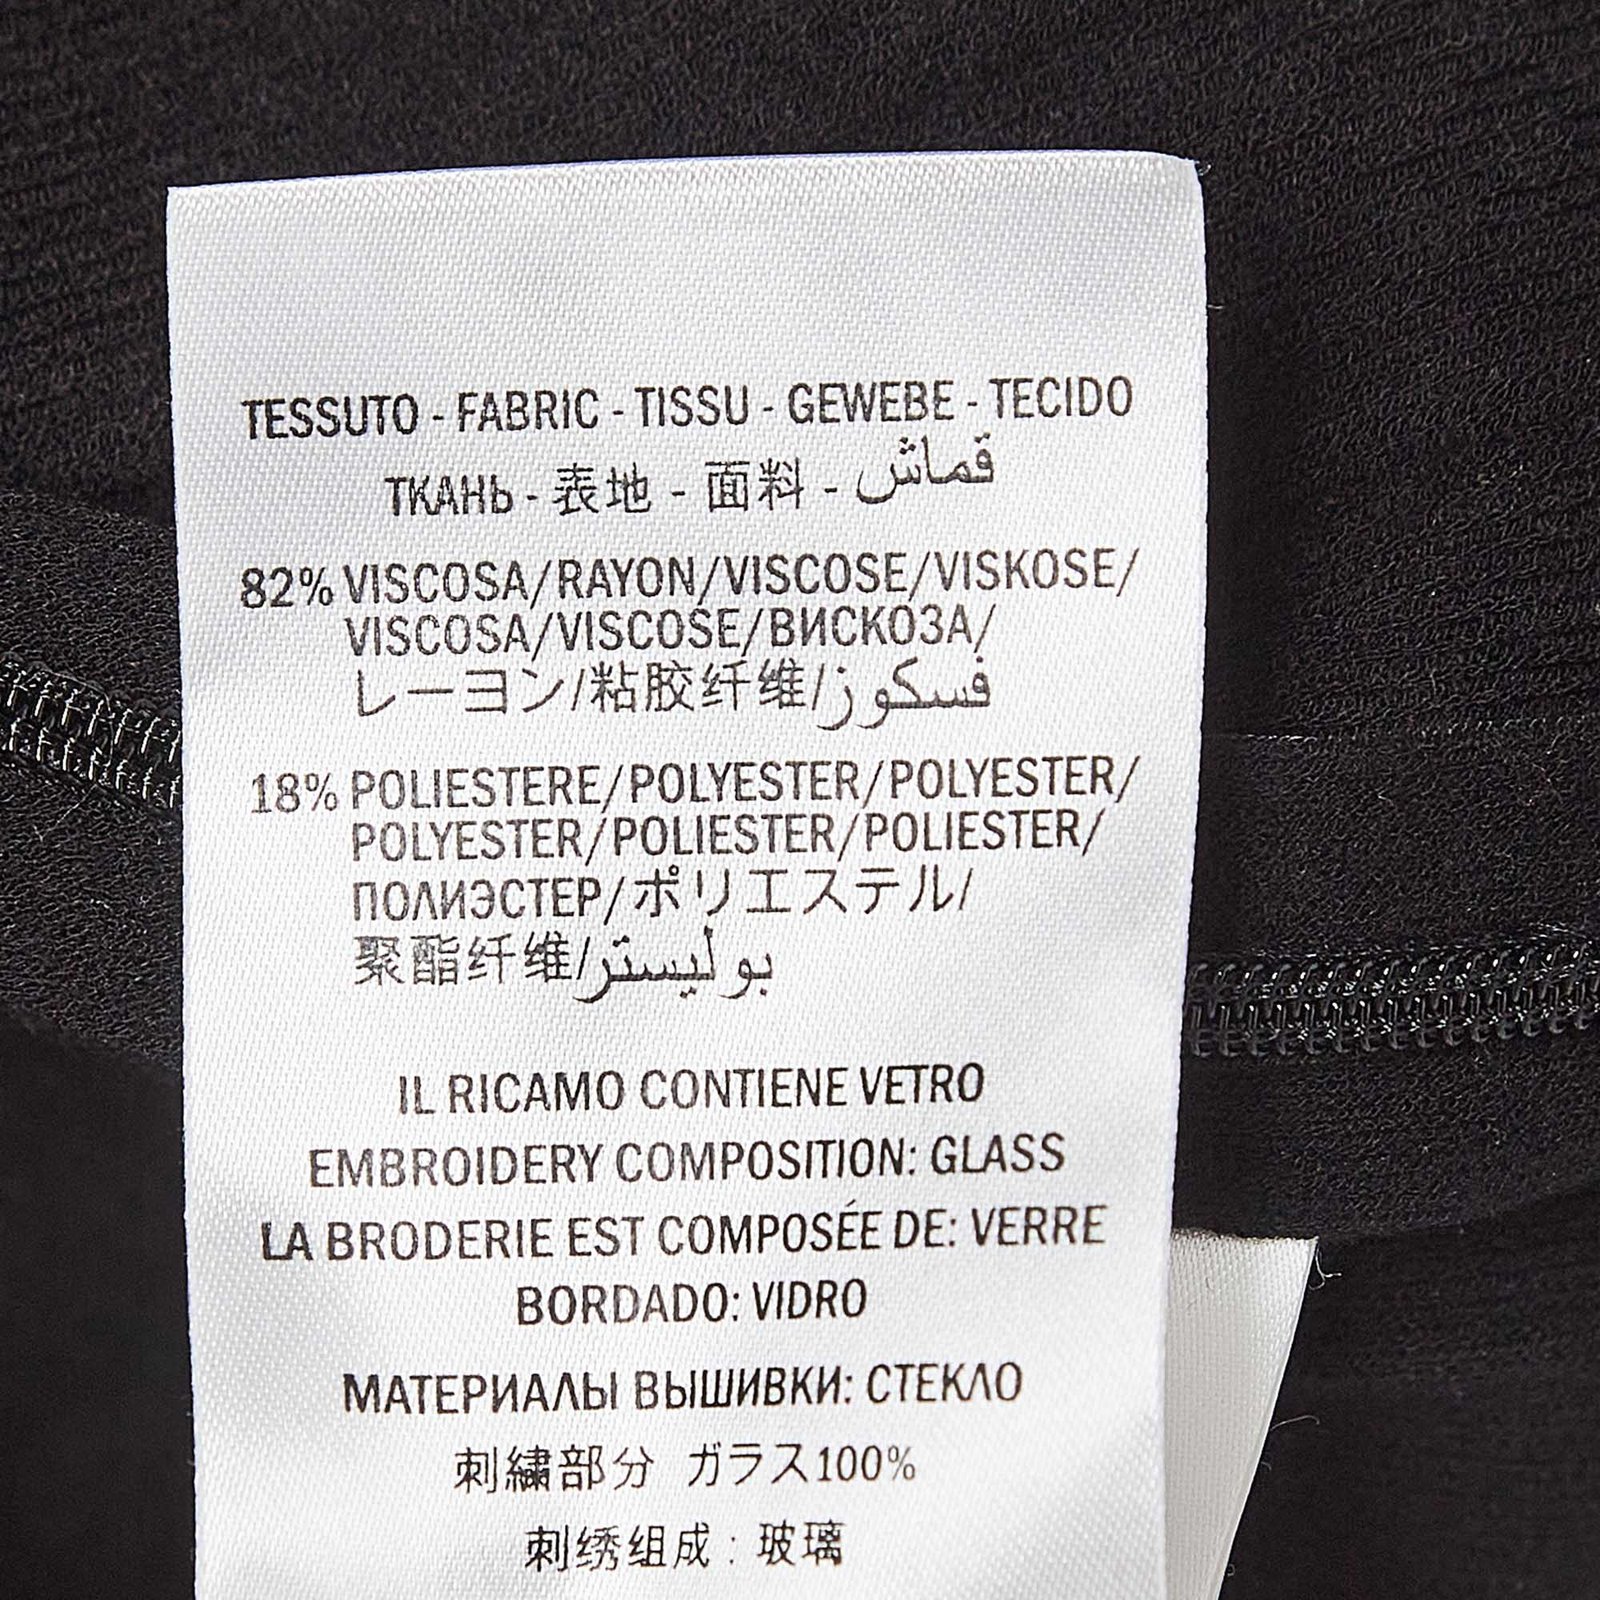 TESSUTO - FABRIC - TISSU - GEWEBE - TECIDO
ТКАНЬ - 表地 - 面料 - قماش
82% VISCOSA/RAYON/VISCOSE/VISKOSE/
VISCOSA/VISCOSE/ВИСКОЗА/
レーヨン/粘胶纤维/فسكوز
18% POLIESTERE/POLYESTER/POLYESTER/
POLYESTER/POLIESTER/POLIESTER/
ПОЛИЭСТЕР/ポリエステル/
聚酯纤维/بوليستر
IL RICAMO CONTIENE VETRO
EMBROIDERY COMPOSITION: GLASS
LA BRODERIE EST COMPOSÉE DE: VERRE
BORDADO: VIDRO
МАТЕРИАЛЫ ВЫШИВКИ: СТЕКЛО
刺繍部分 ガラス100%
刺绣组成：玻璃